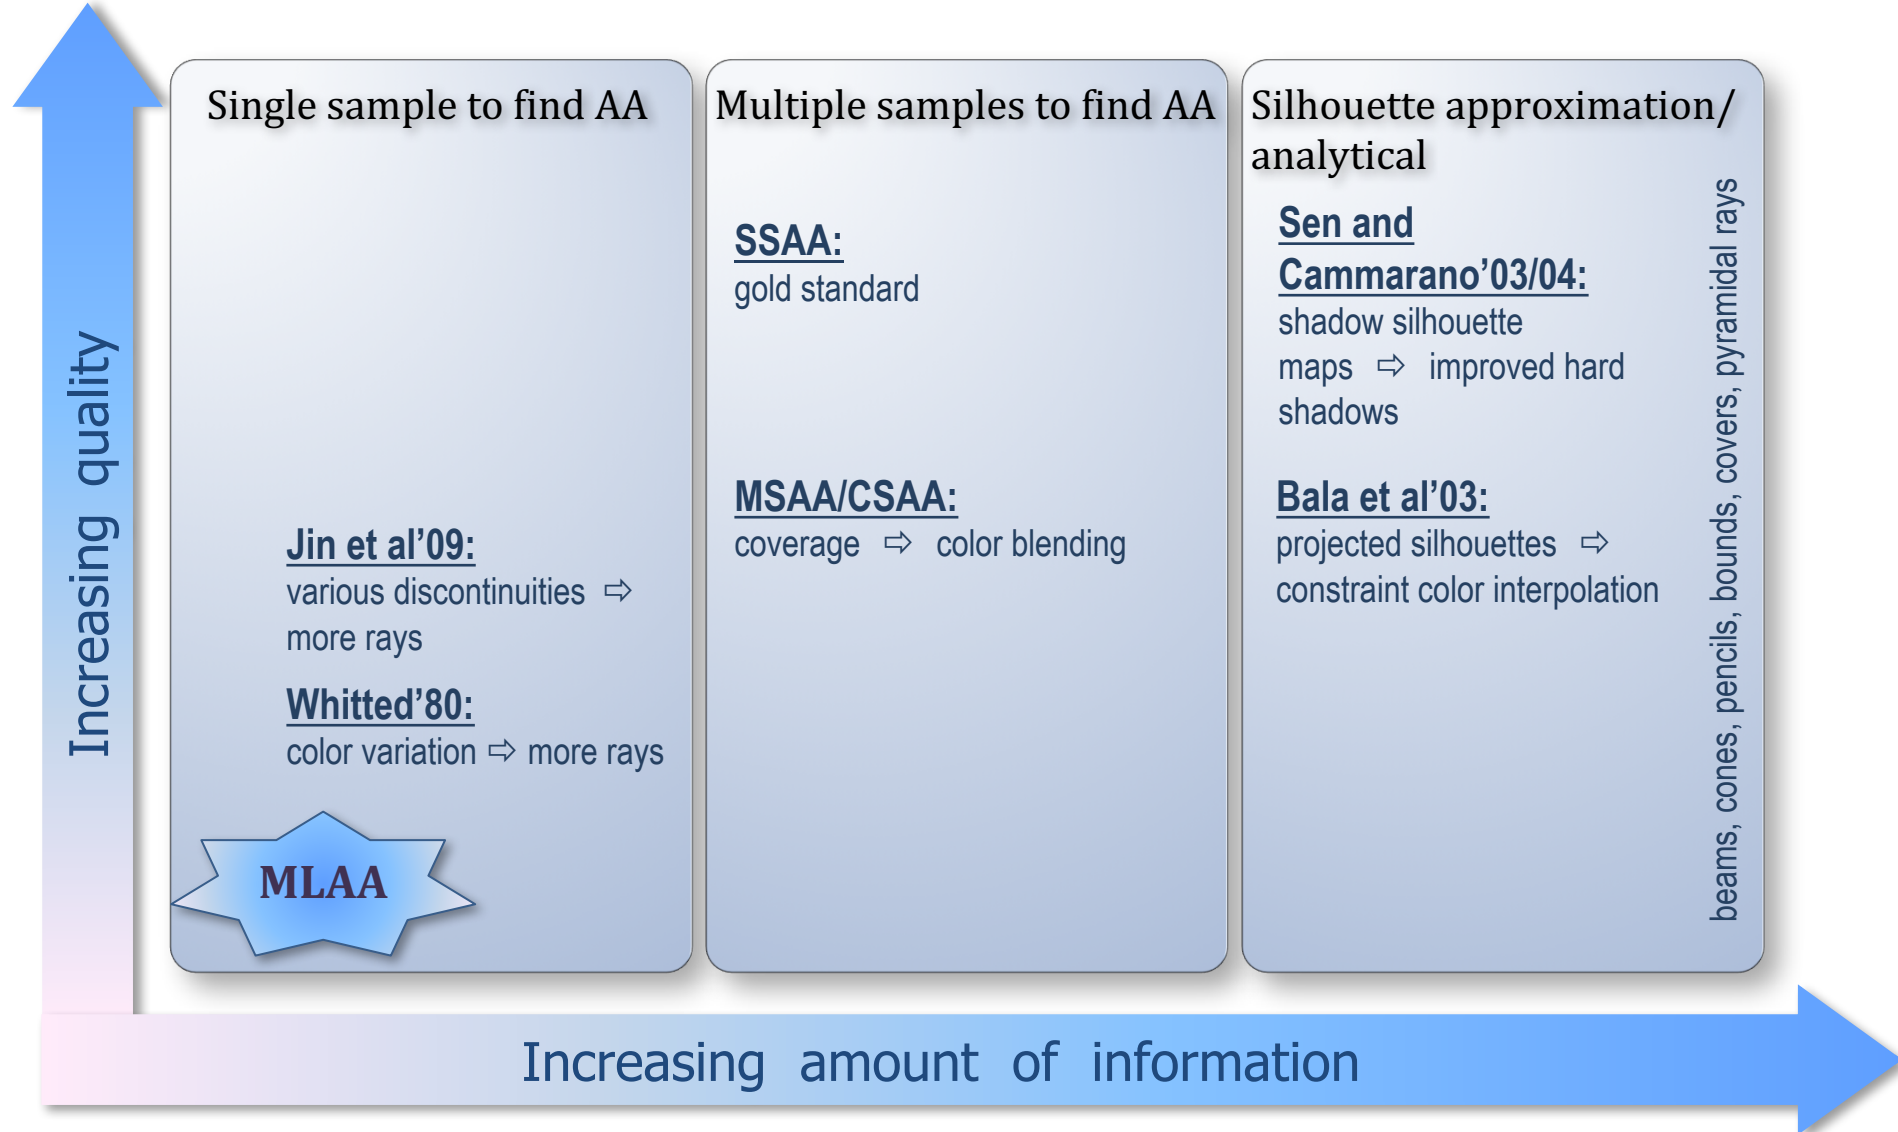 Increasing quality
Single sample to find AA
Jin et al’09:
various discontinuities ⇨
more rays
Whitted’80:
color variation ⇨ more rays
MLAA
Multiple samples to find AA
SSAA:
gold standard
MSAA/CSAA:
coverage ⇨ color blending
Silhouette approximation/
analytical
Sen and
Cammarano’03/04:
shadow silhouette
maps ⇨ improved hard
shadows
Bala et al’03:
projected silhouettes ⇨
constraint color interpolation
beams, cones, pencils, bounds, covers, pyramidal rays
Increasing amount of information